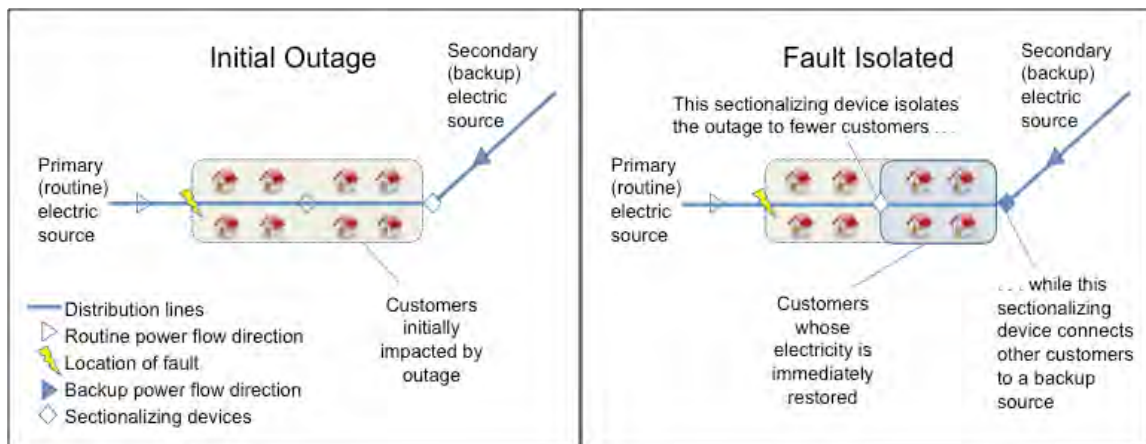 Initial Outage
Secondary
(backup)
electric
source
Primary
(routine)
electric
source
Customers
initially
impacted by
outage
Distribution lines
Routine power flow direction
Location of fault
Backup power flow direction
Sectionalizing devices
Fault Isolated
Secondary
(backup)
electric
source
This sectionalizing device isolates
the outage to fewer customers . . .
Primary
(routine)
electric
source
Customers
whose
electricity is
immediately
restored
. . . while this
sectionalizing
device connects
other customers
to a backup
source